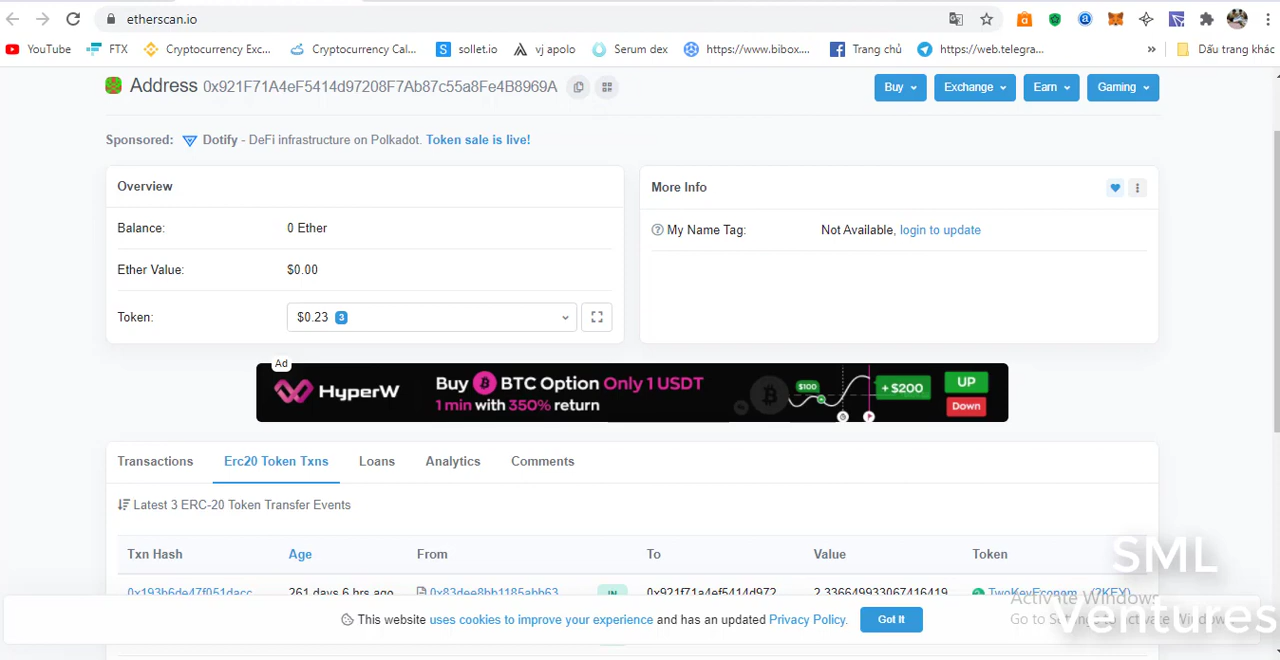 etherscan.io
YouTube FTX Cryptocurrency Exc... Cryptocurrency Cal... sollet.io vj apolo Serum dex https://www.bibox.... Trang chủ https://web.telegra... » Dấu trang khác
Address 0x921F71A4eF5414d97208F7Ab87c55a8Fe4B8969A Buy Exchange Earn Gaming
Sponsored: Dotify - DeFi infrastructure on Polkadot. Token sale is live!
Overview
Balance: 0 Ether
Ether Value: $0.00
Token: $0.23 3
More Info
My Name Tag: Not Available, login to update
Ad
HyperW
Buy BTC Option Only 1 USDT
1 min with 350% return
$100
+ $200
UP
Down
Transactions Erc20 Token Txns Loans Analytics Comments
Latest 3 ERC-20 Token Transfer Events
Txn Hash Age From To Value Token
0x193b6de47f051dacc... 261 days 6 hrs ago 0x83dee8bb1185abb63... IN 0x921f71a4ef5414d972... 2.336649933067416419 TwoKeyEconom... (2KEY)
This website uses cookies to improve your experience and has an updated Privacy Policy. Got It
SML
Ventures
Activate Windows
Go to Settings to activate Windows.